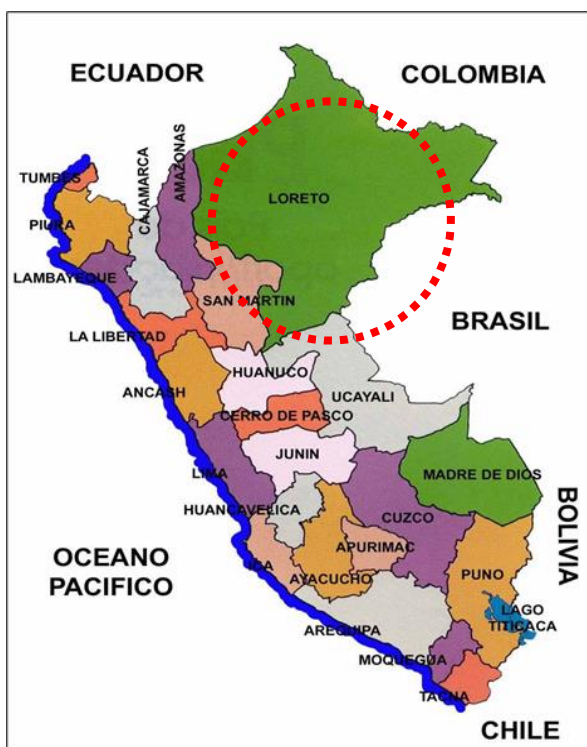 ECUADOR
COLOMBIA
TUMBES
PIURA
LAMBAYEQUE
CAJAMARCA
AMAZONAS
LORETO
SAN MARTIN
LA LIBERTAD
BRASIL
ANCASH
HUANUCO
UCAYALI
CERRO DE PASCO
LIMA
JUNIN
MADRE DE DIOS
HUANCAVELICA
CUZCO
BOLIVIA
OCEANO
PACIFICO
APURIMAC
AYACUCHO
PUNO
LAGO
TITICACA
AREQUIPA
MOQUEGUA
TACNA
CHILE